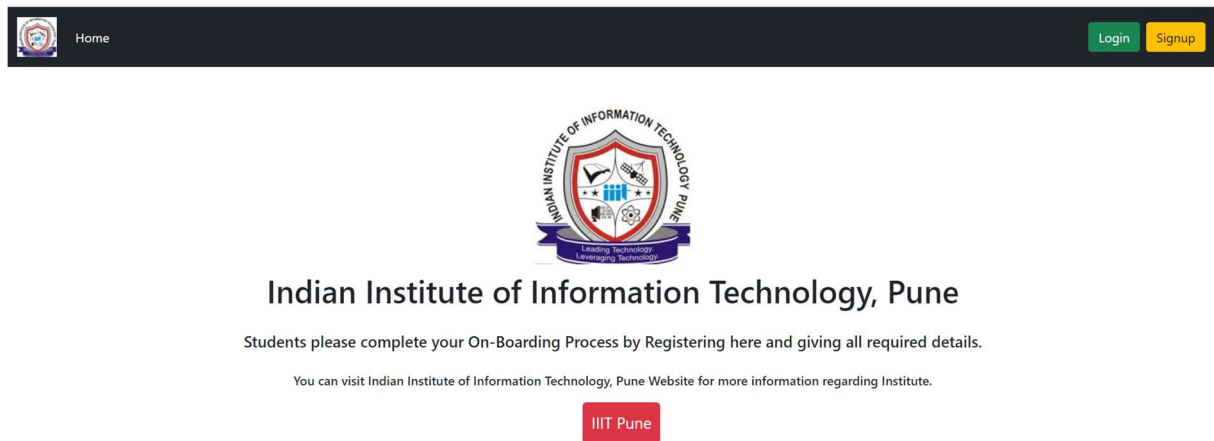 Home
Login
Signup
INDIAN INSTITUTE OF INFORMATION TECHNOLOGY PUNE
iiit
Leading Technology.
Leveraging Technology.
Indian Institute of Information Technology, Pune
Students please complete your On-Boarding Process by Registering here and giving all required details.
You can visit Indian Institute of Information Technology, Pune Website for more information regarding Institute.
IIIT Pune